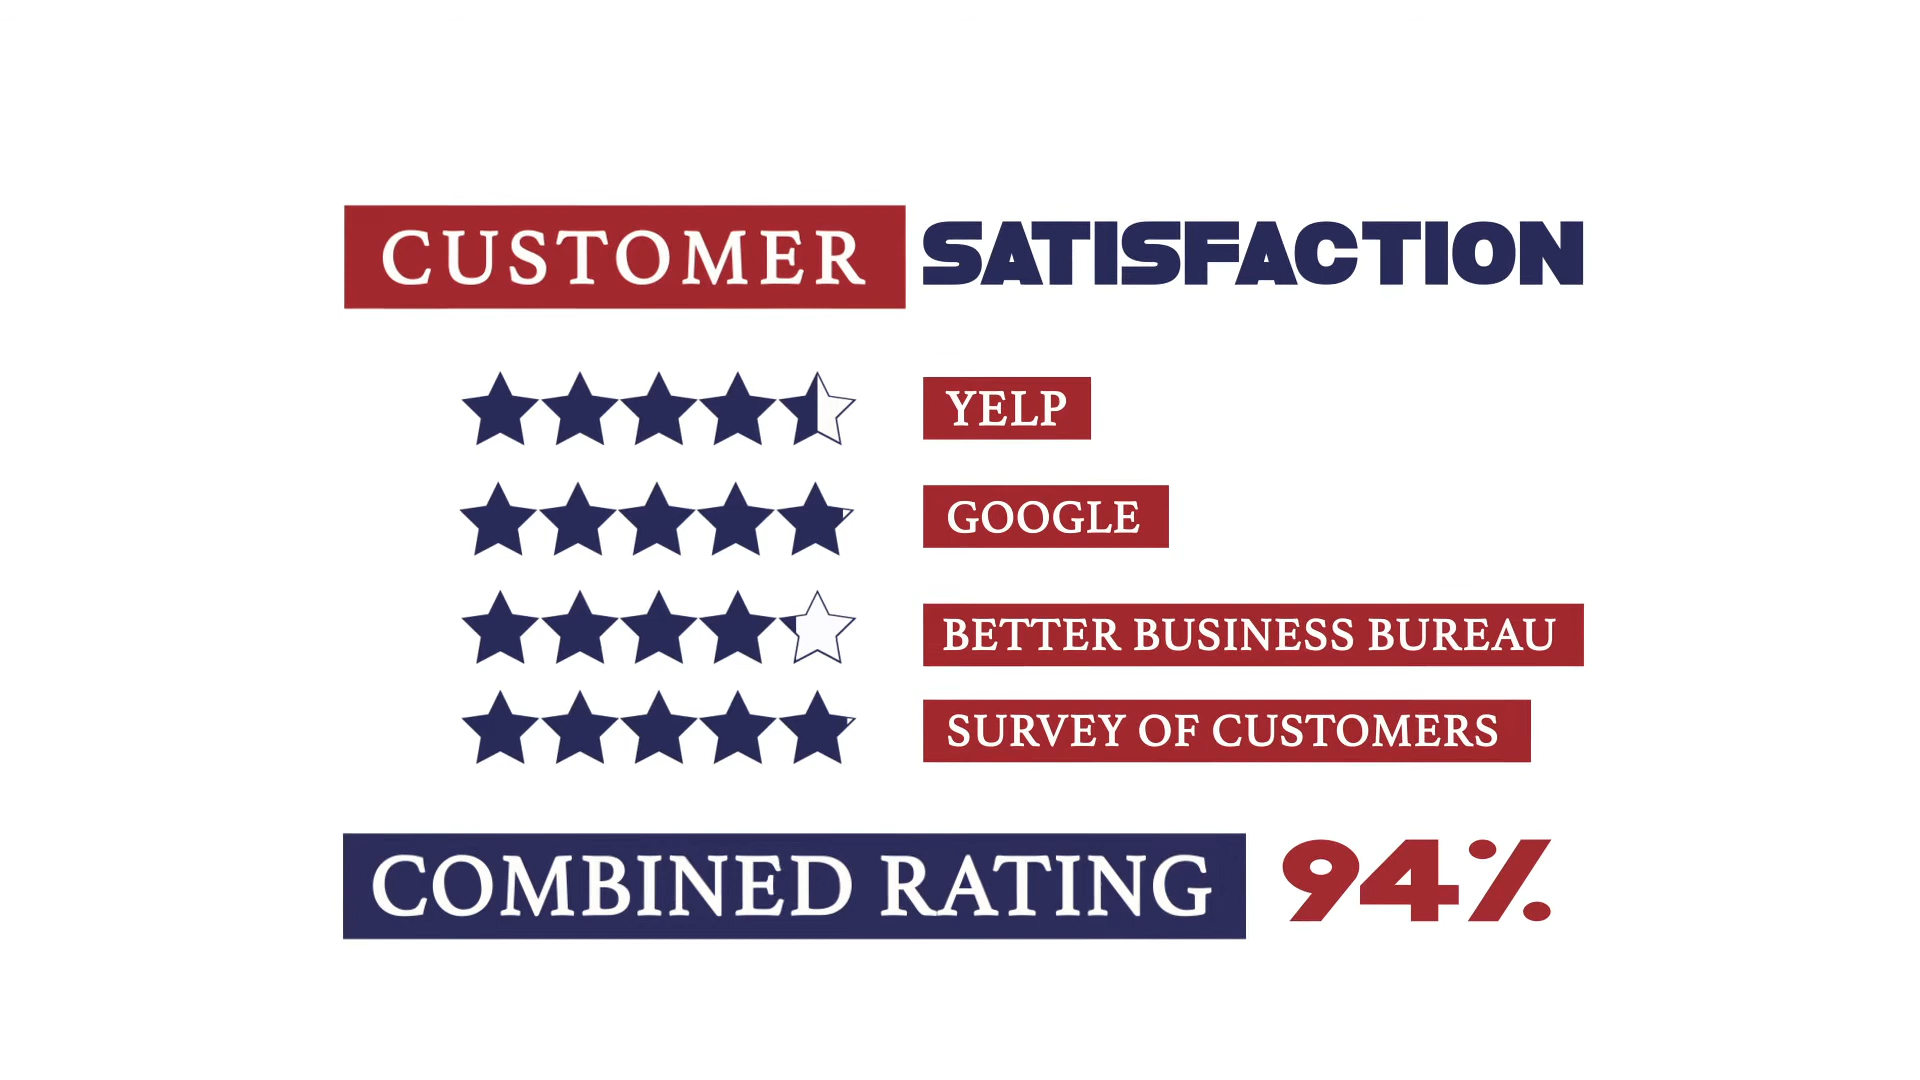 CUSTOMER SATISFACTION
YELP
GOOGLE
BETTER BUSINESS BUREAU
SURVEY OF CUSTOMERS
COMBINED RATING 94%